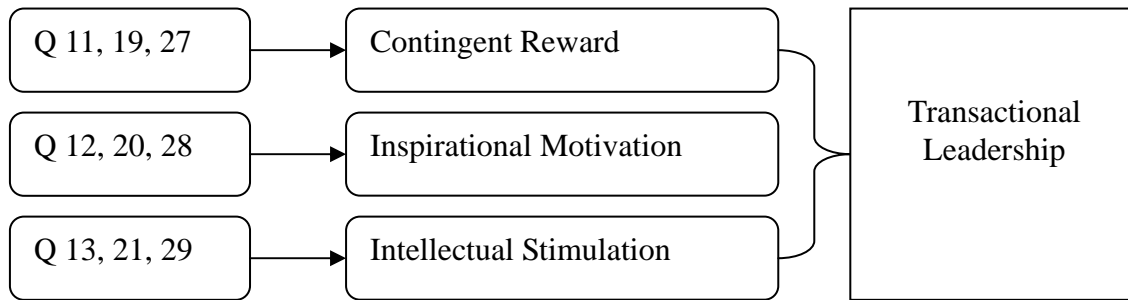 Q 11, 19, 27
Contingent Reward
Q 12, 20, 28
Inspirational Motivation
Q 13, 21, 29
Intellectual Stimulation
Transactional
Leadership